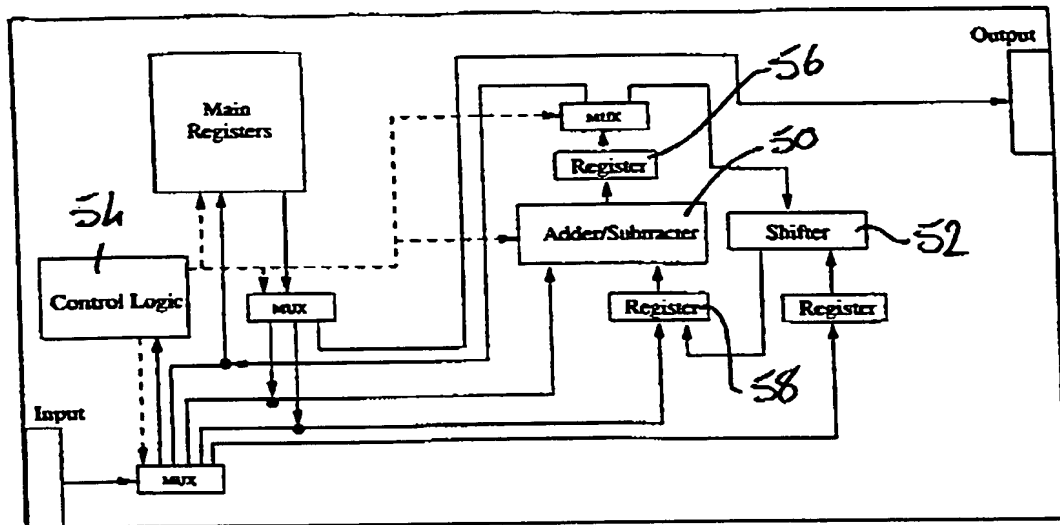 Output
56
Main
Registers
MUX
Register
50
54
Adder/Subtracter
Shifter
52
Control Logic
MUX
Register
Register
58
Input
MUX